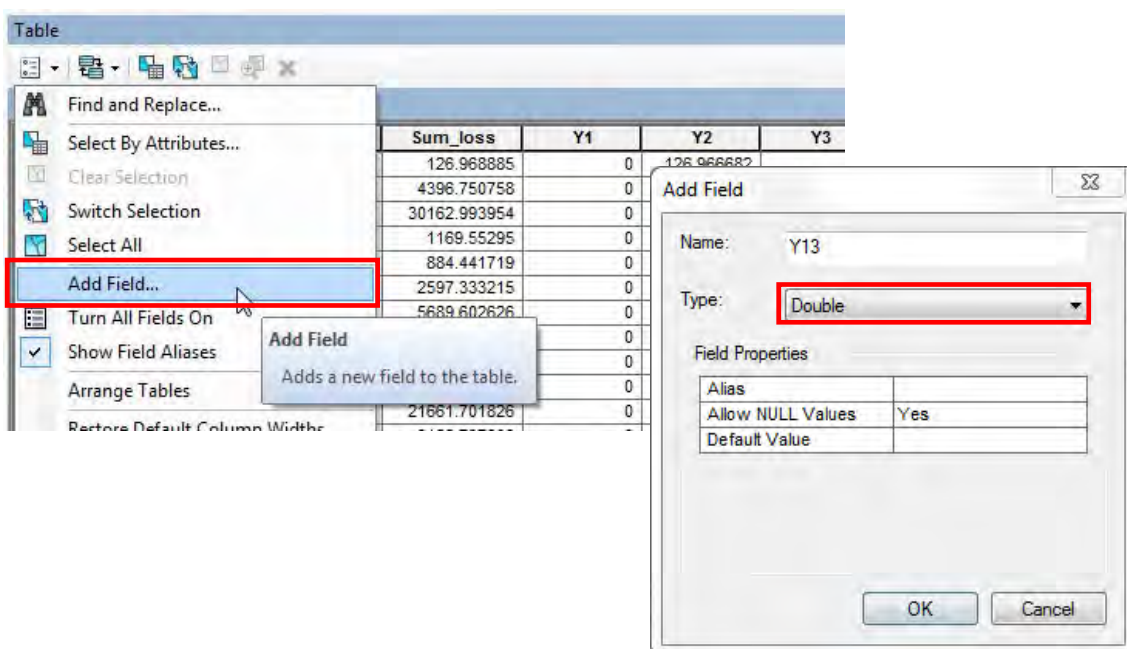 Table
Find and Replace...
Select By Attributes...
Clear Selection
Switch Selection
Select All
Add Field...
Turn All Fields On
Show Field Aliases
Arrange Tables
Restore Default Column Widths
Add Field
Adds a new field to the table.
Sum_loss Y1 Y2 Y3
126.968885 0 126.966682
4396.750758 0
30162.993954 0
1169.55295 0
884.441719 0
2597.333215 0
5689.602626 0
0
0
0
21661.701826 0
Add Field
Name: Y13
Type: Double
Field Properties
Alias
Allow NULL Values Yes
Default Value
OK Cancel